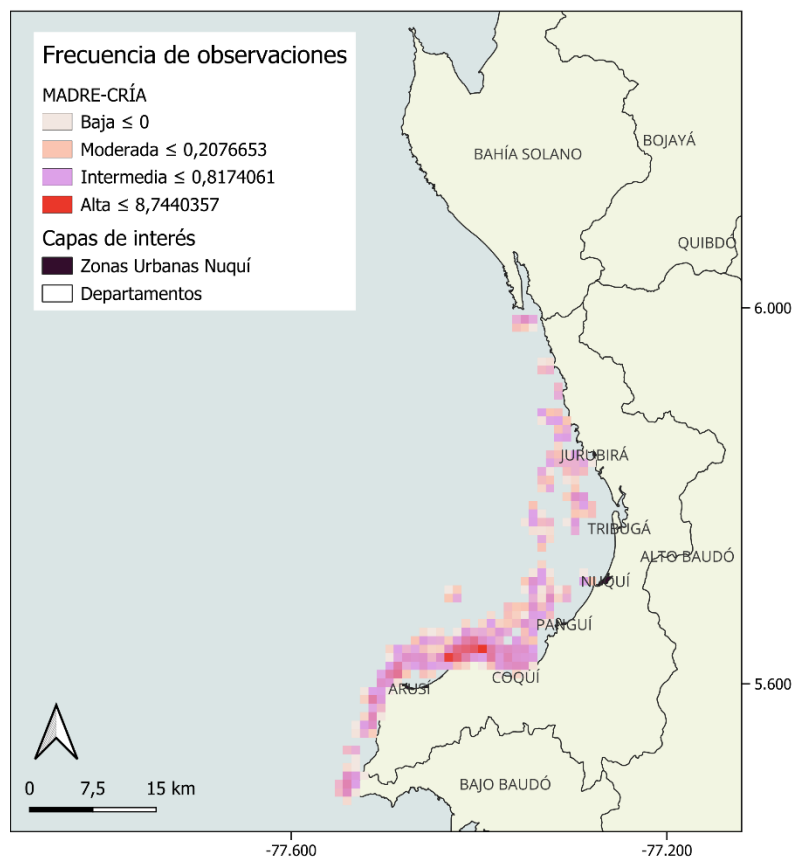 Frecuencia de observaciones
MADRE-CRÍA
Baja ≤ 0
Moderada ≤ 0,2076653
Intermedia ≤ 0,8174061
Alta ≤ 8,7440357
Capas de interés
Zonas Urbanas Nuquí
Departamentos
BAHÍA SOLANO
BOJAYÁ
QUIBDÓ
6.000
JURUBIRÁ
TRIBUGÁ
ALTO BAUDÓ
NUQUÍ
PANGUÍ
COQUÍ
5.600
ARUSÍ
BAJO BAUDÓ
0 7,5 15 km
-77.600 -77.200